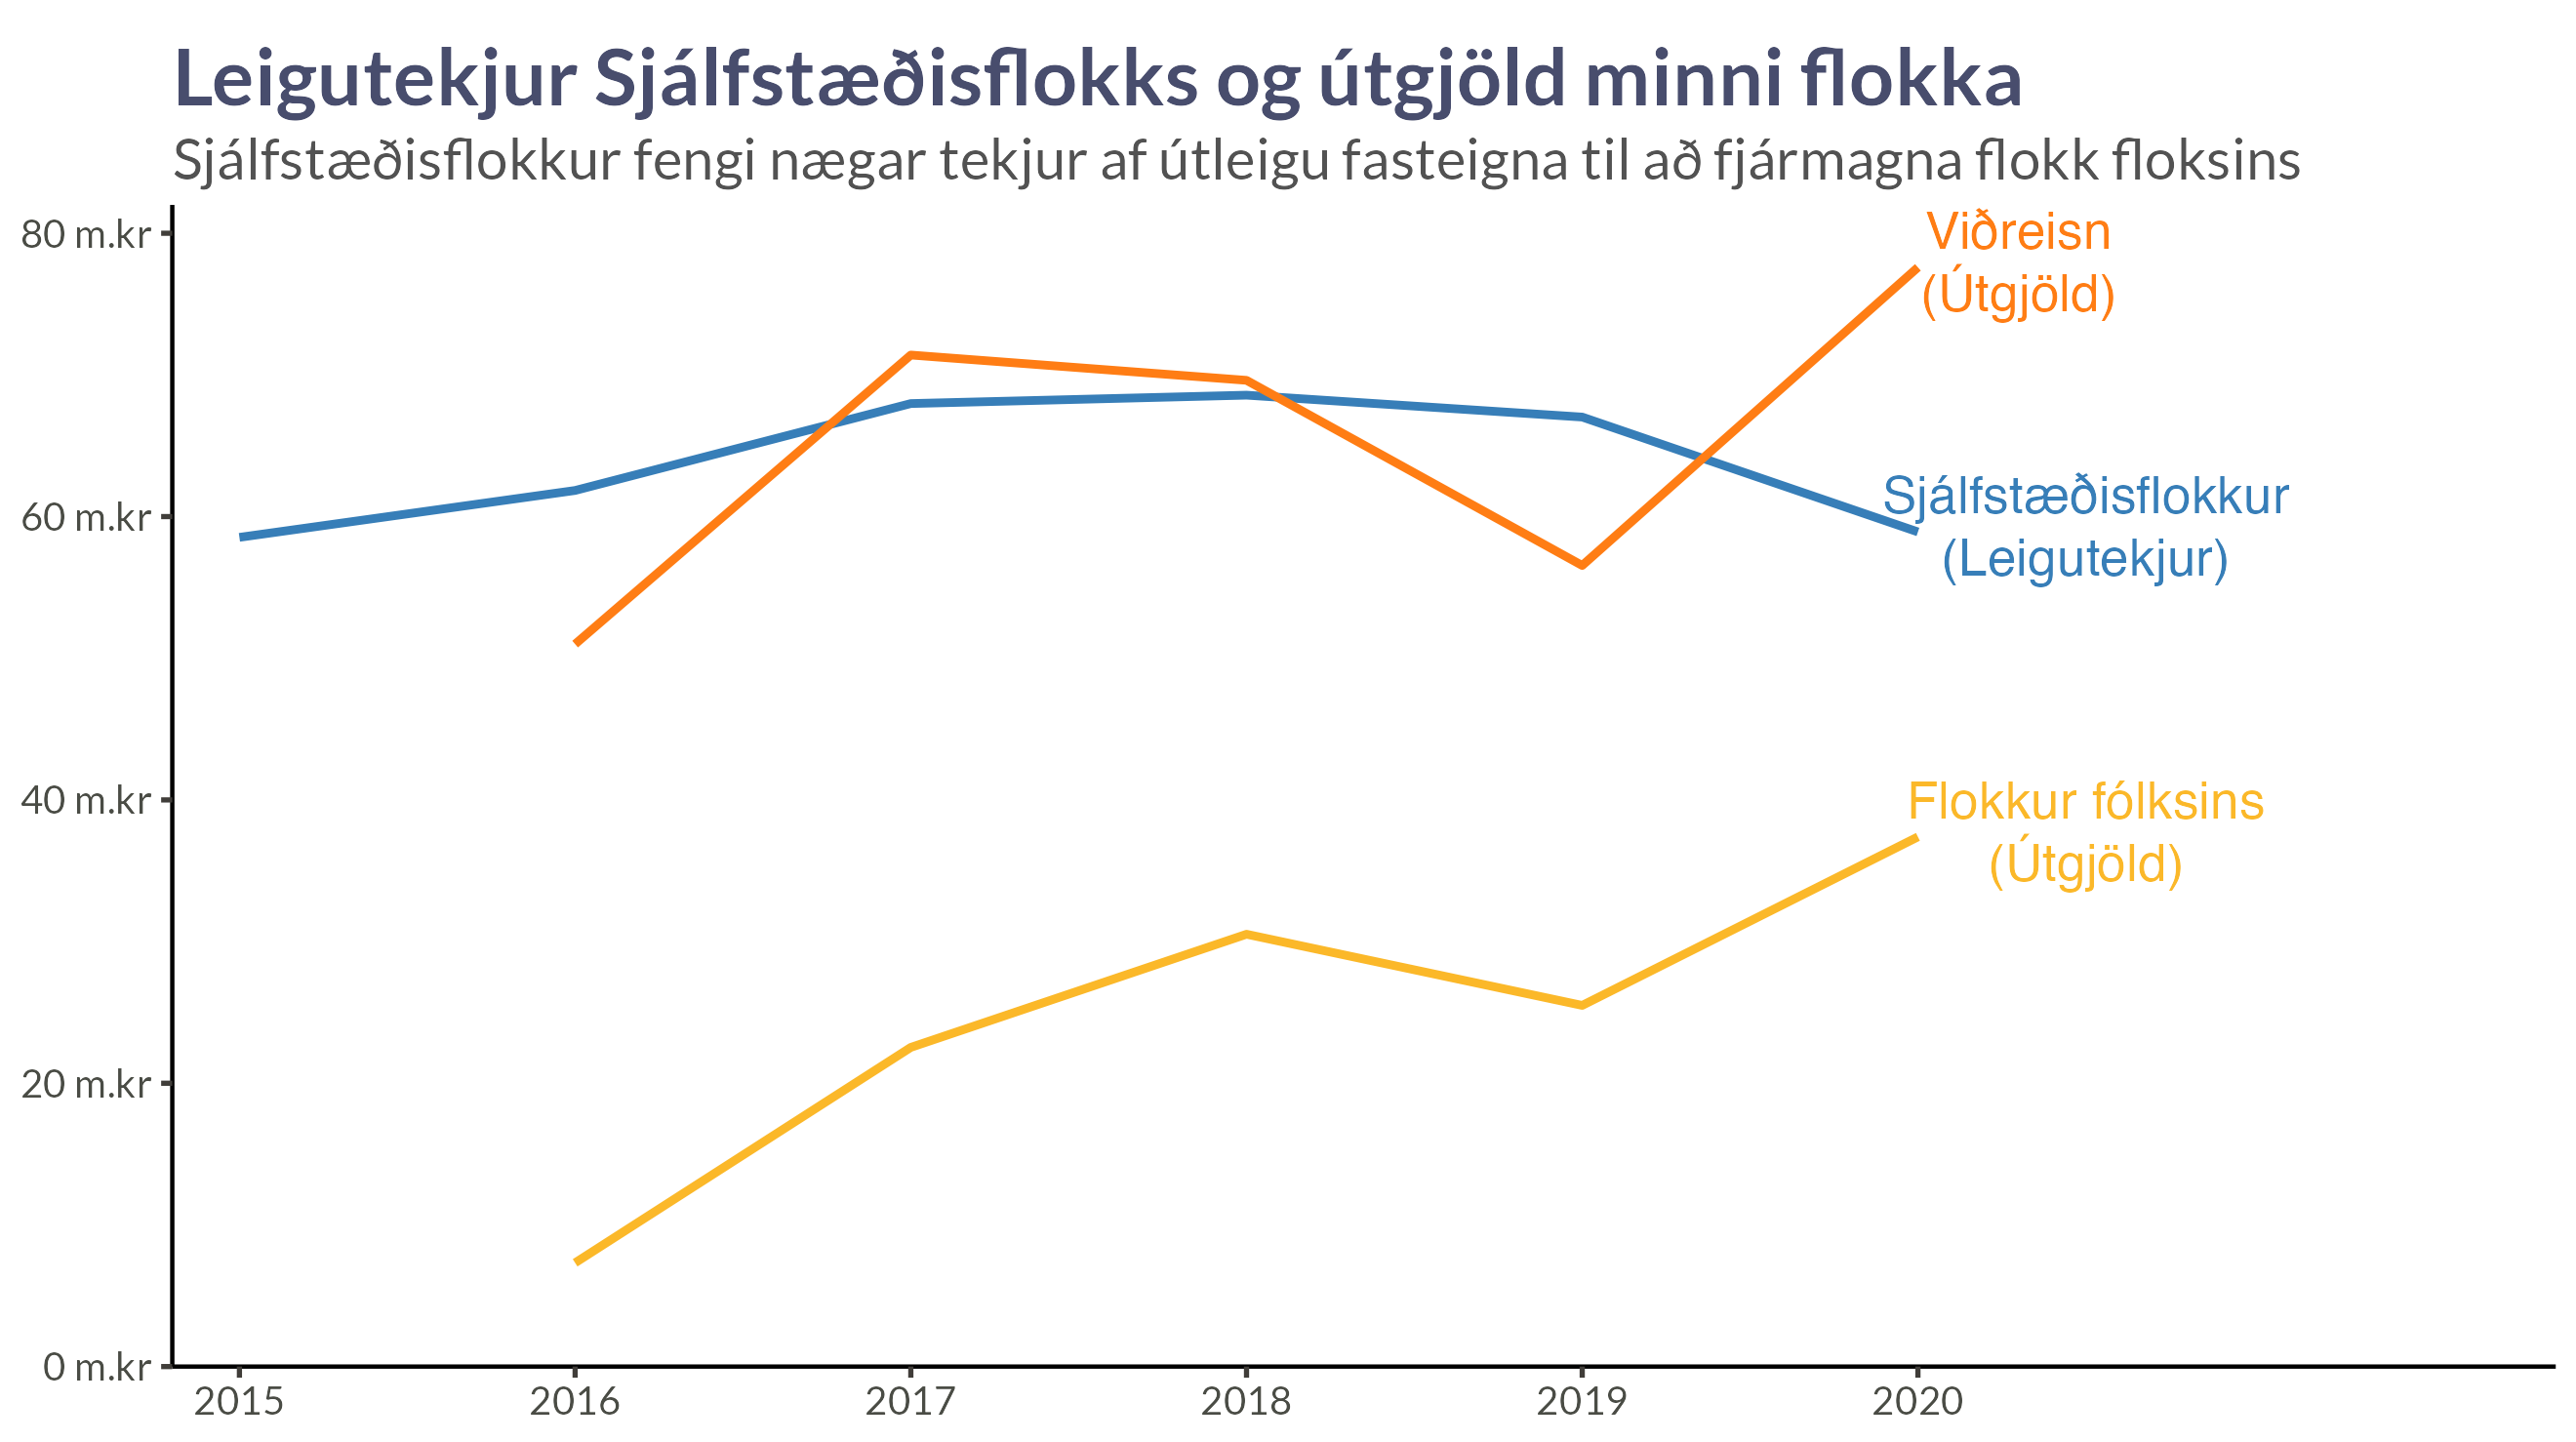 Leigutekjur Sjálfstæðisflokks og útgjöld minni flokka
Sjálfstæðisflokkur fengi nægar tekjur af útleigu fasteigna til að fjármagna flokk floksins
80 m.kr
60 m.kr
40 m.kr
20 m.kr
0 m.kr
Viðreisn
(Útgjöld)
Sjálfstæðisflokkur
(Leigutekjur)
Flokkur fólksins
(Útgjöld)
2015 2016 2017 2018 2019 2020